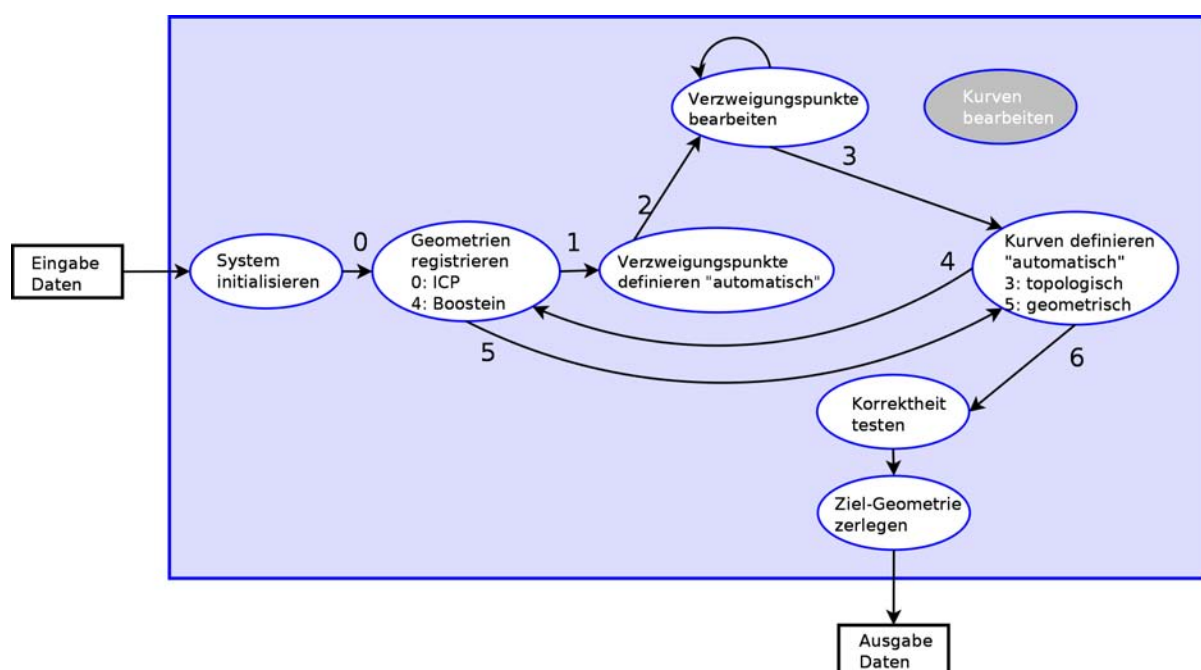 Verzweigungspunkte
bearbeiten
Kurven
bearbeiten
3
2
Eingabe
Daten
System
initialisieren
0
Geometrien
registrieren
0: ICP
4: Boostein
1
Verzweigungspunkte
definieren "automatisch"
4
Kurven definieren
"automatisch"
3: topologisch
5: geometrisch
5
6
Korrektheit
testen
Ziel-Geometrie
zerlegen
Ausgabe
Daten